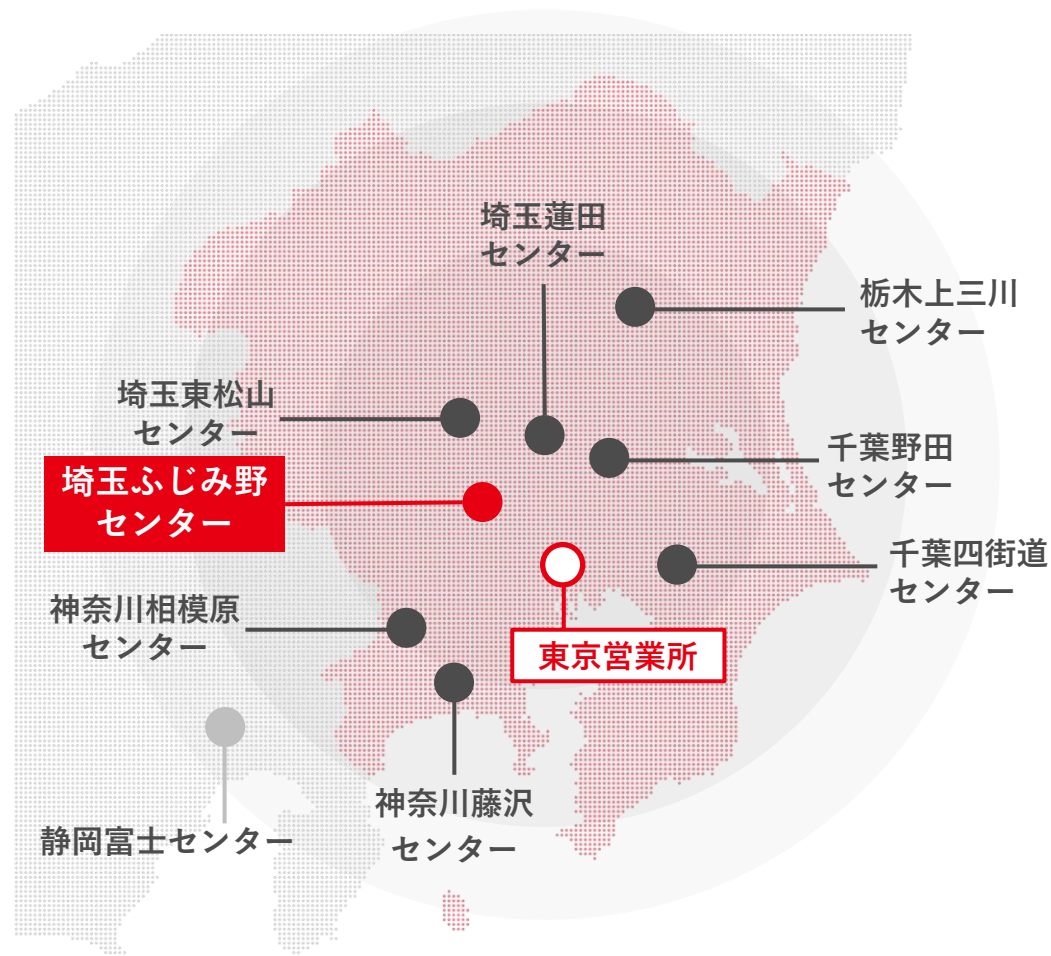 埼玉蓮田
センター
栃木上三川
センター
埼玉東松山
センター
千葉野田
センター
埼玉ふじみ野
センター
千葉四街道
センター
神奈川相模原
センター
東京営業所
神奈川藤沢
センター
静岡富士センター